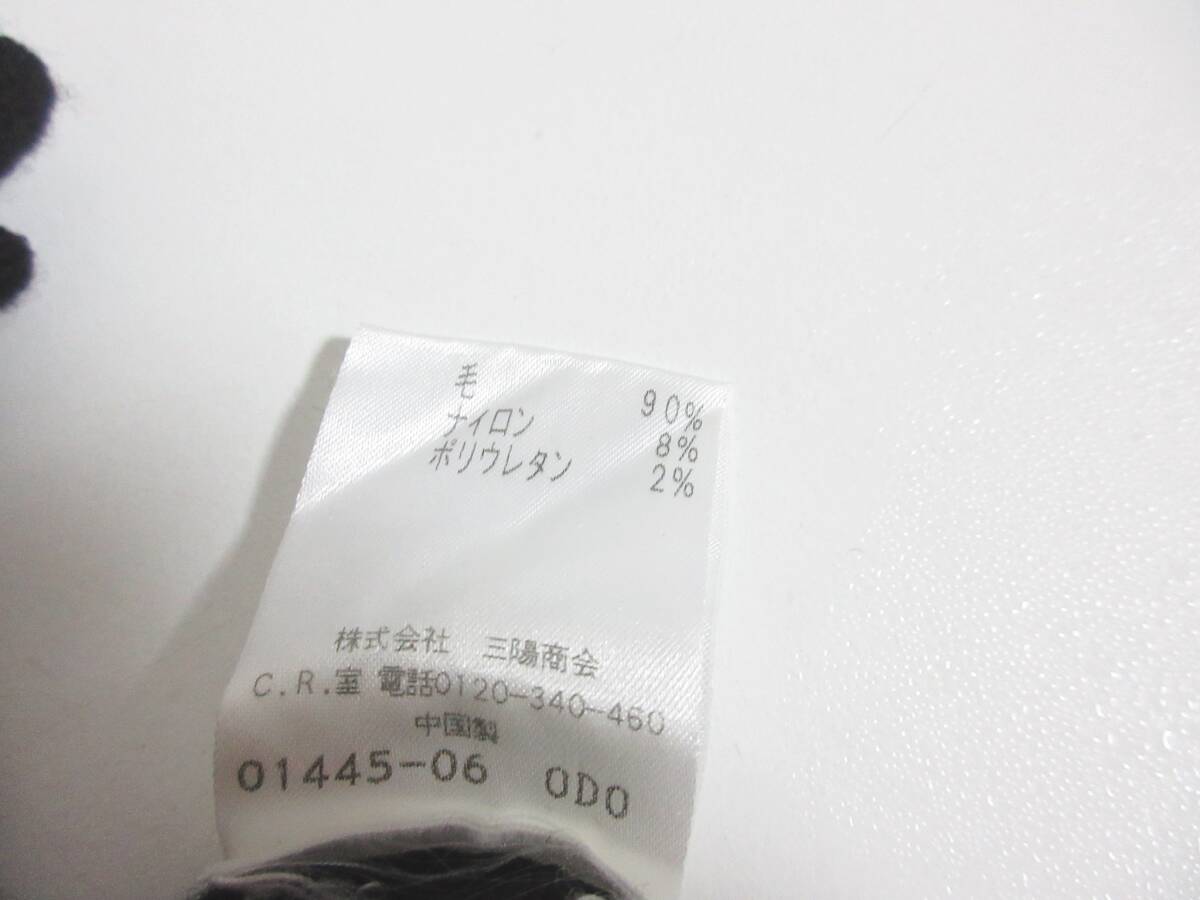 毛 90%
ナイロン 8%
ポリウレタン 2%
株式会社 三陽商会
C.R.室 電話0120-340-460
中国製
01445-06 0D0